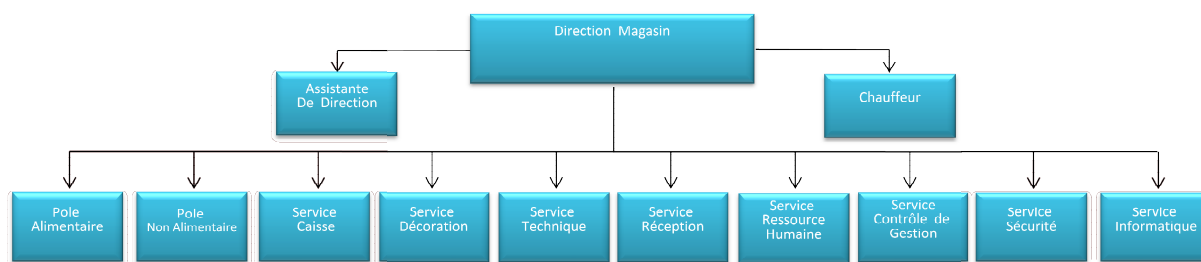 Direction Magasin
Assistante
De Direction
Chauffeur
Pole
Alimentaire
Pole
Non Alimentaire
Service
Caisse
Service
Décoration
Service
Technique
Service
Réception
Service
Ressource
Humaine
Service
Contrôle de
Gestion
Service
Sécurité
Service
Informatique